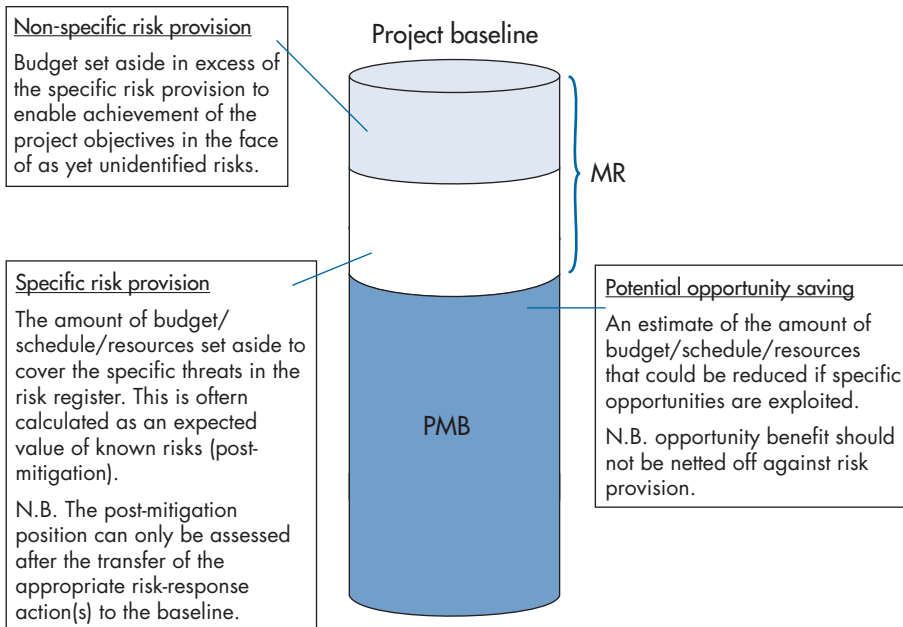 Non-specific risk provision
Budget set aside in excess of
the specific risk provision to
enable achievement of the
project objectives in the face
of as yet unidentified risks.
Project baseline
MR
Specific risk provision
The amount of budget/
schedule/resources set aside to
cover the specific threats in the
risk register. This is oftern
calculated as an expected
value of known risks (post-
mitigation).
N.B. The post-mitigation
position can only be assessed
after the transfer of the
appropriate risk-response
action(s) to the baseline.
PMB
Potential opportunity saving
An estimate of the amount of
budget/schedule/resources
that could be reduced if specific
opportunities are exploited.
N.B. opportunity benefit should
not be netted off against risk
provision.